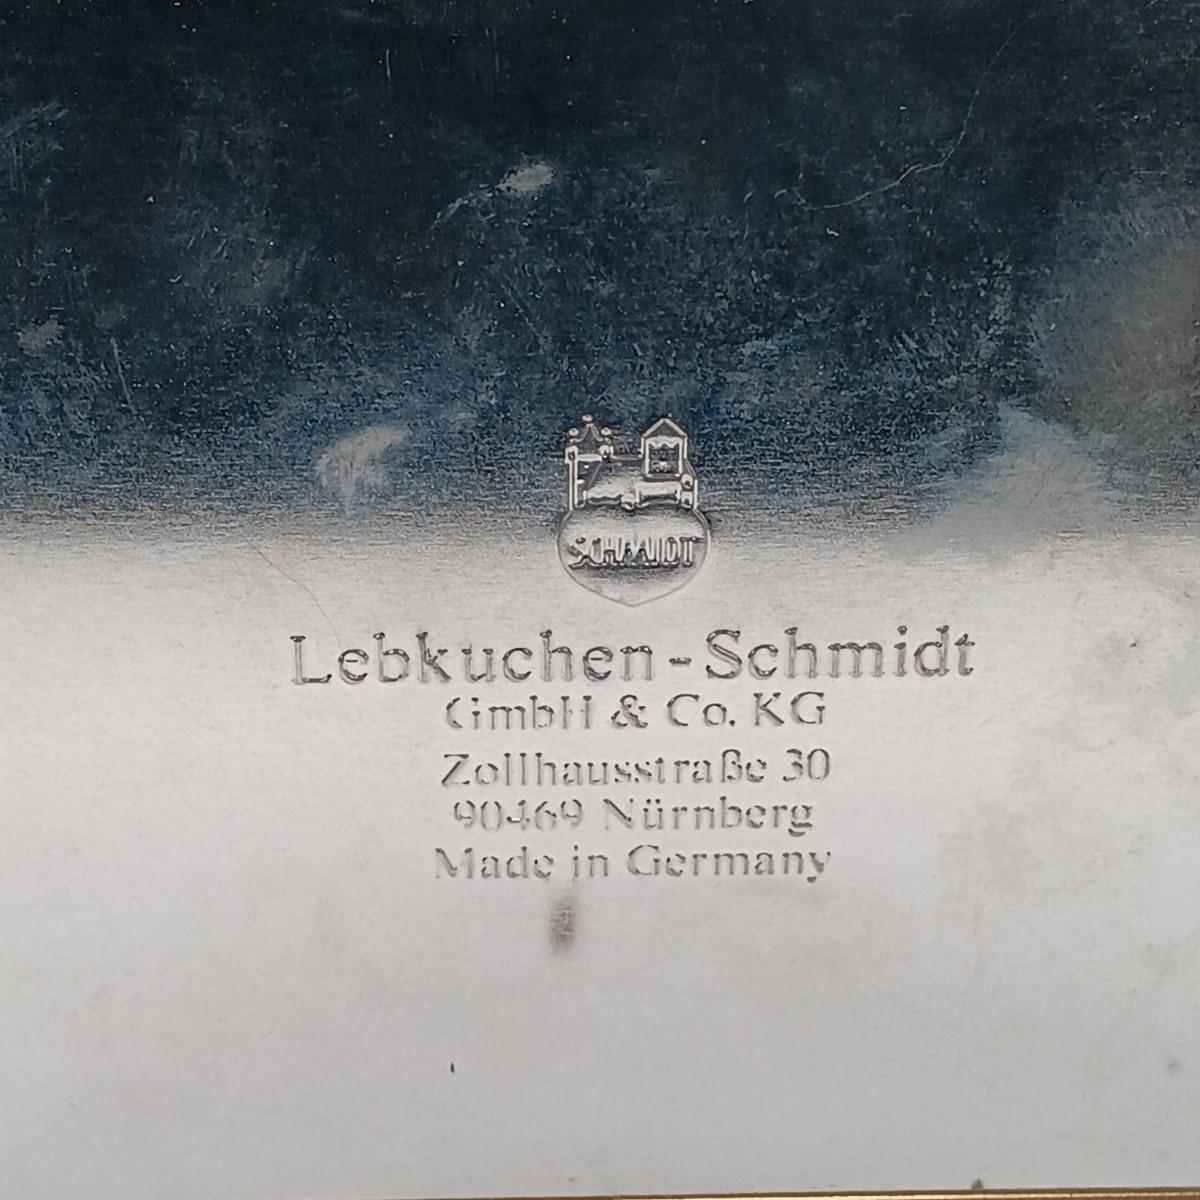 SCHMIDT
Lebkuchen-Schmidt
GmbH & Co. KG
Zollhausstraße 30
90469 Nürnberg
Made in Germany